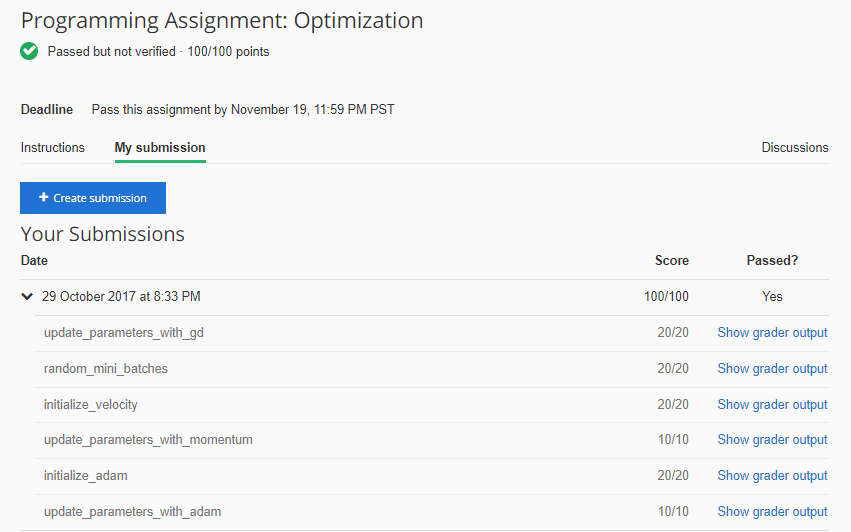 Programming Assignment: Optimization
Passed but not verified · 100/100 points
Deadline Pass this assignment by November 19, 11:59 PM PST
Instructions My submission Discussions
+ Create submission
Your Submissions
Date Score Passed?
29 October 2017 at 8:33 PM 100/100 Yes
update_parameters_with_gd 20/20 Show grader output
random_mini_batches 20/20 Show grader output
initialize_velocity 20/20 Show grader output
update_parameters_with_momentum 10/10 Show grader output
initialize_adam 20/20 Show grader output
update_parameters_with_adam 10/10 Show grader output